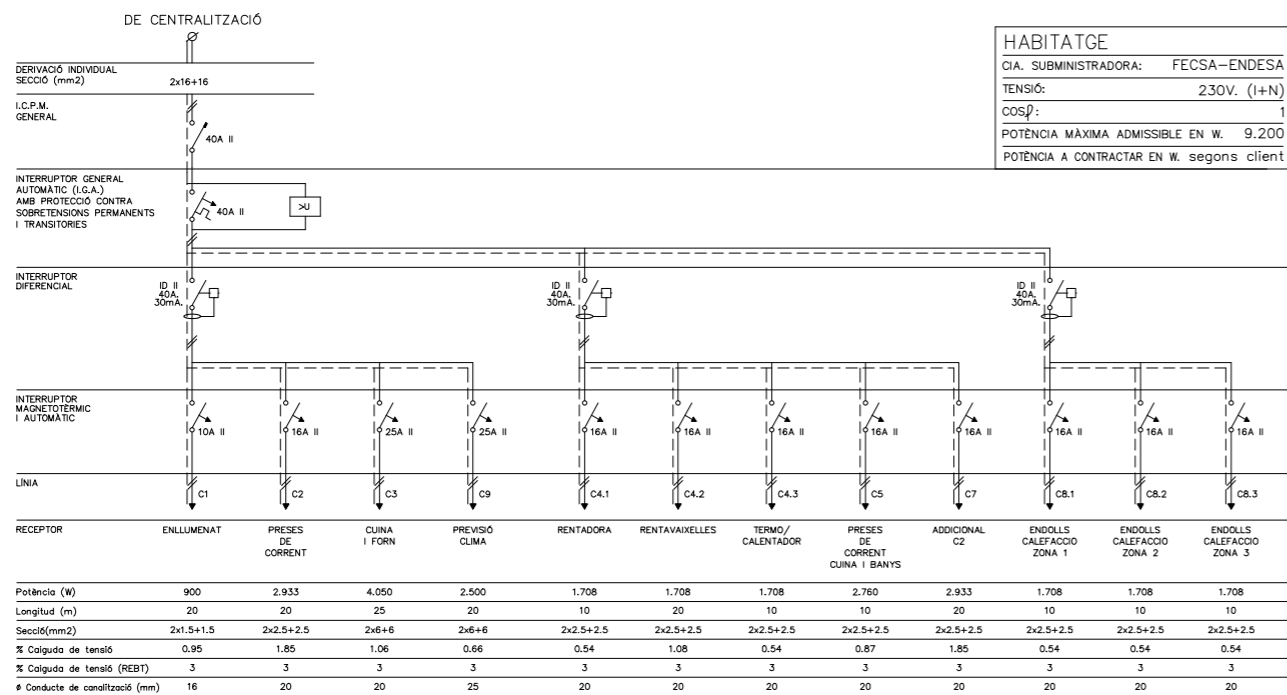 DE CENTRALITZACIÓ
HABITATGE
CIA. SUBMINISTRADORA: FECSA-ENDESA
TENSIÓ: 230V. (I+N)
COSφ: 1
POTÈNCIA MÀXIMA ADMISSIBLE EN W. 9.200
POTÈNCIA A CONTRACTAR EN W. segons client
DERIVACIÓ INDIVIDUAL
SECCIÓ (mm2) 2x16+16
I.C.P.M.
GENERAL
40A II
INTERRUPTOR GENERAL
AUTOMÀTIC (I.G.A.)
AMB PROTECCIÓ CONTRA
SOBRETENSIONS PERMANENTS
I TRANSITORIES
40A II
>U
INTERRUPTOR
DIFERENCIAL
ID II
40A.
30mA.
ID II
40A.
30mA.
ID II
40A.
30mA.
INTERRUPTOR
MAGNETOTÈRMIC
I AUTOMÀTIC
10A II 16A II 25A II 25A II 16A II 16A II 16A II 16A II 16A II 16A II 16A II 16A II
LÍNIA
C1 C2 C3 C9 C4.1 C4.2 C4.3 C5 C7 C8.1 C8.2 C8.3
RECEPTOR
ENLLUMENAT
PRESES
DE
CORRENT
CUINA
I FORN
PREVISIÓ
CLIMA
RENTADORA
RENTAVAIXELLES
TERMO/
CALENTADOR
PRESES
DE
CORRENT
CUINA I BANYS
ADDICIONAL
C2
ENDOLLS
CALEFACCIO
ZONA 1
ENDOLLS
CALEFACCIO
ZONA 2
ENDOLLS
CALEFACCIO
ZONA 3
Potència (W) 900 2.933 4.050 2.500 1.708 1.708 1.708 2.760 2.933 1.708 1.708 1.708
Longitud (m) 20 20 25 20 10 20 10 10 20 10 10 10
Secció(mm2) 2x1.5+1.5 2x2.5+2.5 2x6+6 2x6+6 2x2.5+2.5 2x2.5+2.5 2x2.5+2.5 2x2.5+2.5 2x2.5+2.5 2x2.5+2.5 2x2.5+2.5 2x2.5+2.5
% Caiguda de tensió 0.95 1.85 1.06 0.66 0.54 1.08 0.54 0.87 1.85 0.54 0.54 0.54
% Caiguda de tensió (REBT) 3 3 3 3 3 3 3 3 3 3 3 3
ø Conducte de canalització (mm) 16 20 20 25 20 20 20 20 20 20 20 20